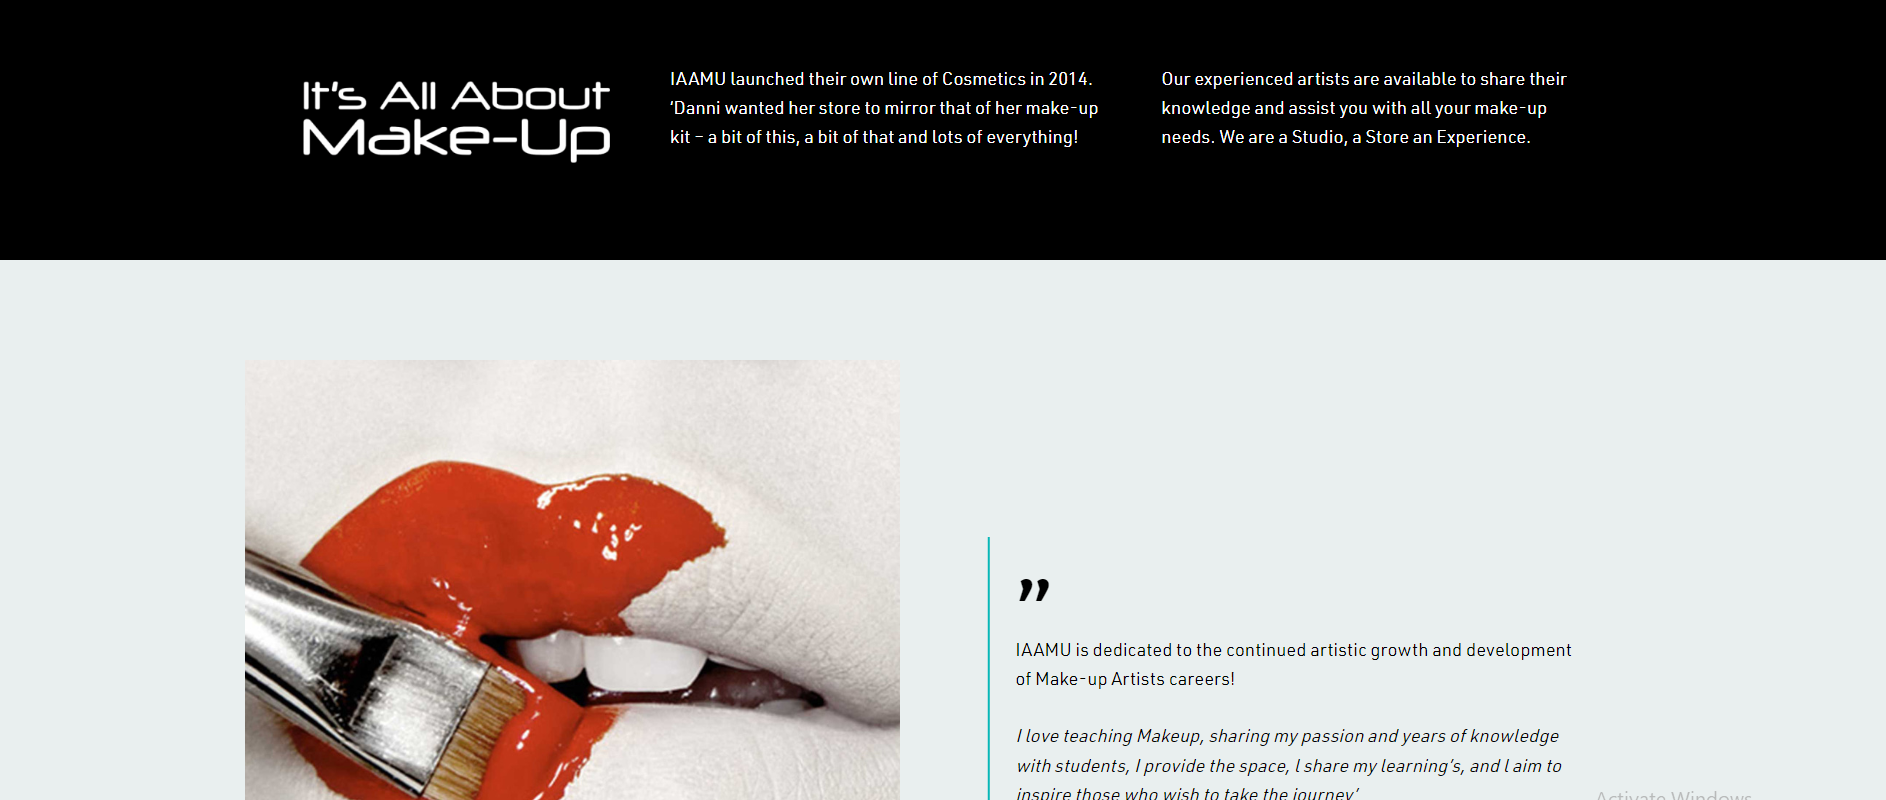 It's All About
Make-Up
IAAMU launched their own line of Cosmetics in 2014.
‘Danni wanted her store to mirror that of her make-up
kit – a bit of this, a bit of that and lots of everything!
Our experienced artists are available to share their
knowledge and assist you with all your make-up
needs. We are a Studio, a Store an Experience.
”
IAAMU is dedicated to the continued artistic growth and development
of Make-up Artists careers!
I love teaching Makeup, sharing my passion and years of knowledge
with students, I provide the space, l share my learning’s, and l aim to
inspire those who wish to take the journey’
Activate Windows